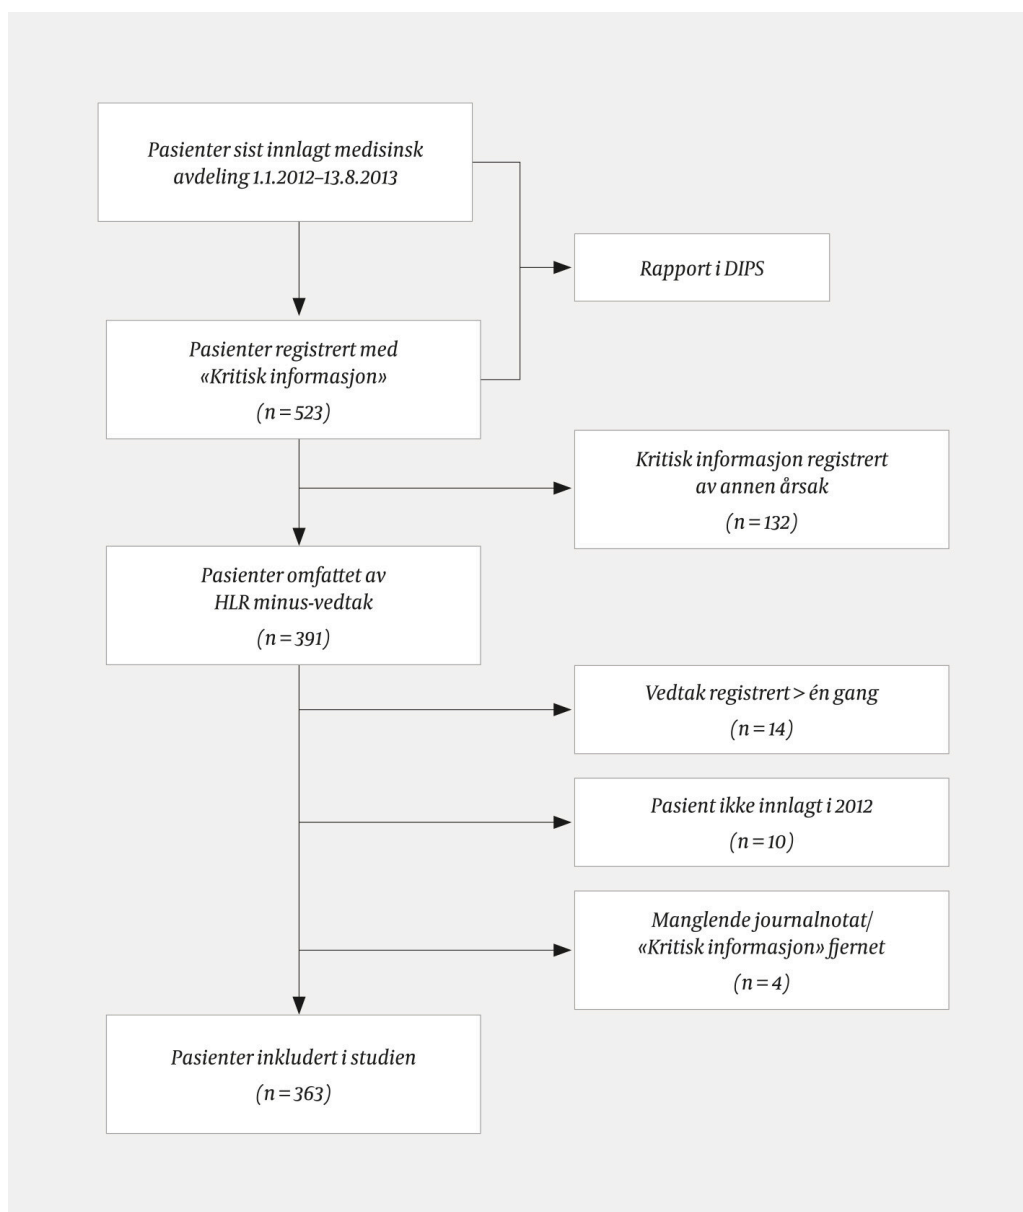 Pasienter sist innlagt medisinsk
avdeling 1.1.2012–13.8.2013
Rapport i DIPS
Pasienter registrert med
«Kritisk informasjon»
(n = 523)
Kritisk informasjon registrert
av annen årsak
(n = 132)
Pasienter omfattet av
HLR minus-vedtak
(n = 391)
Vedtak registrert > én gang
(n = 14)
Pasient ikke innlagt i 2012
(n = 10)
Manglende journalnotat/
«Kritisk informasjon» fjernet
(n = 4)
Pasienter inkludert i studien
(n = 363)